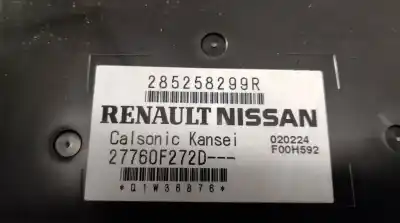 285258299R
RENAULT NISSAN
Calsonic Kansei 020224
27760F272D--- F00H592
*Q1W36876*